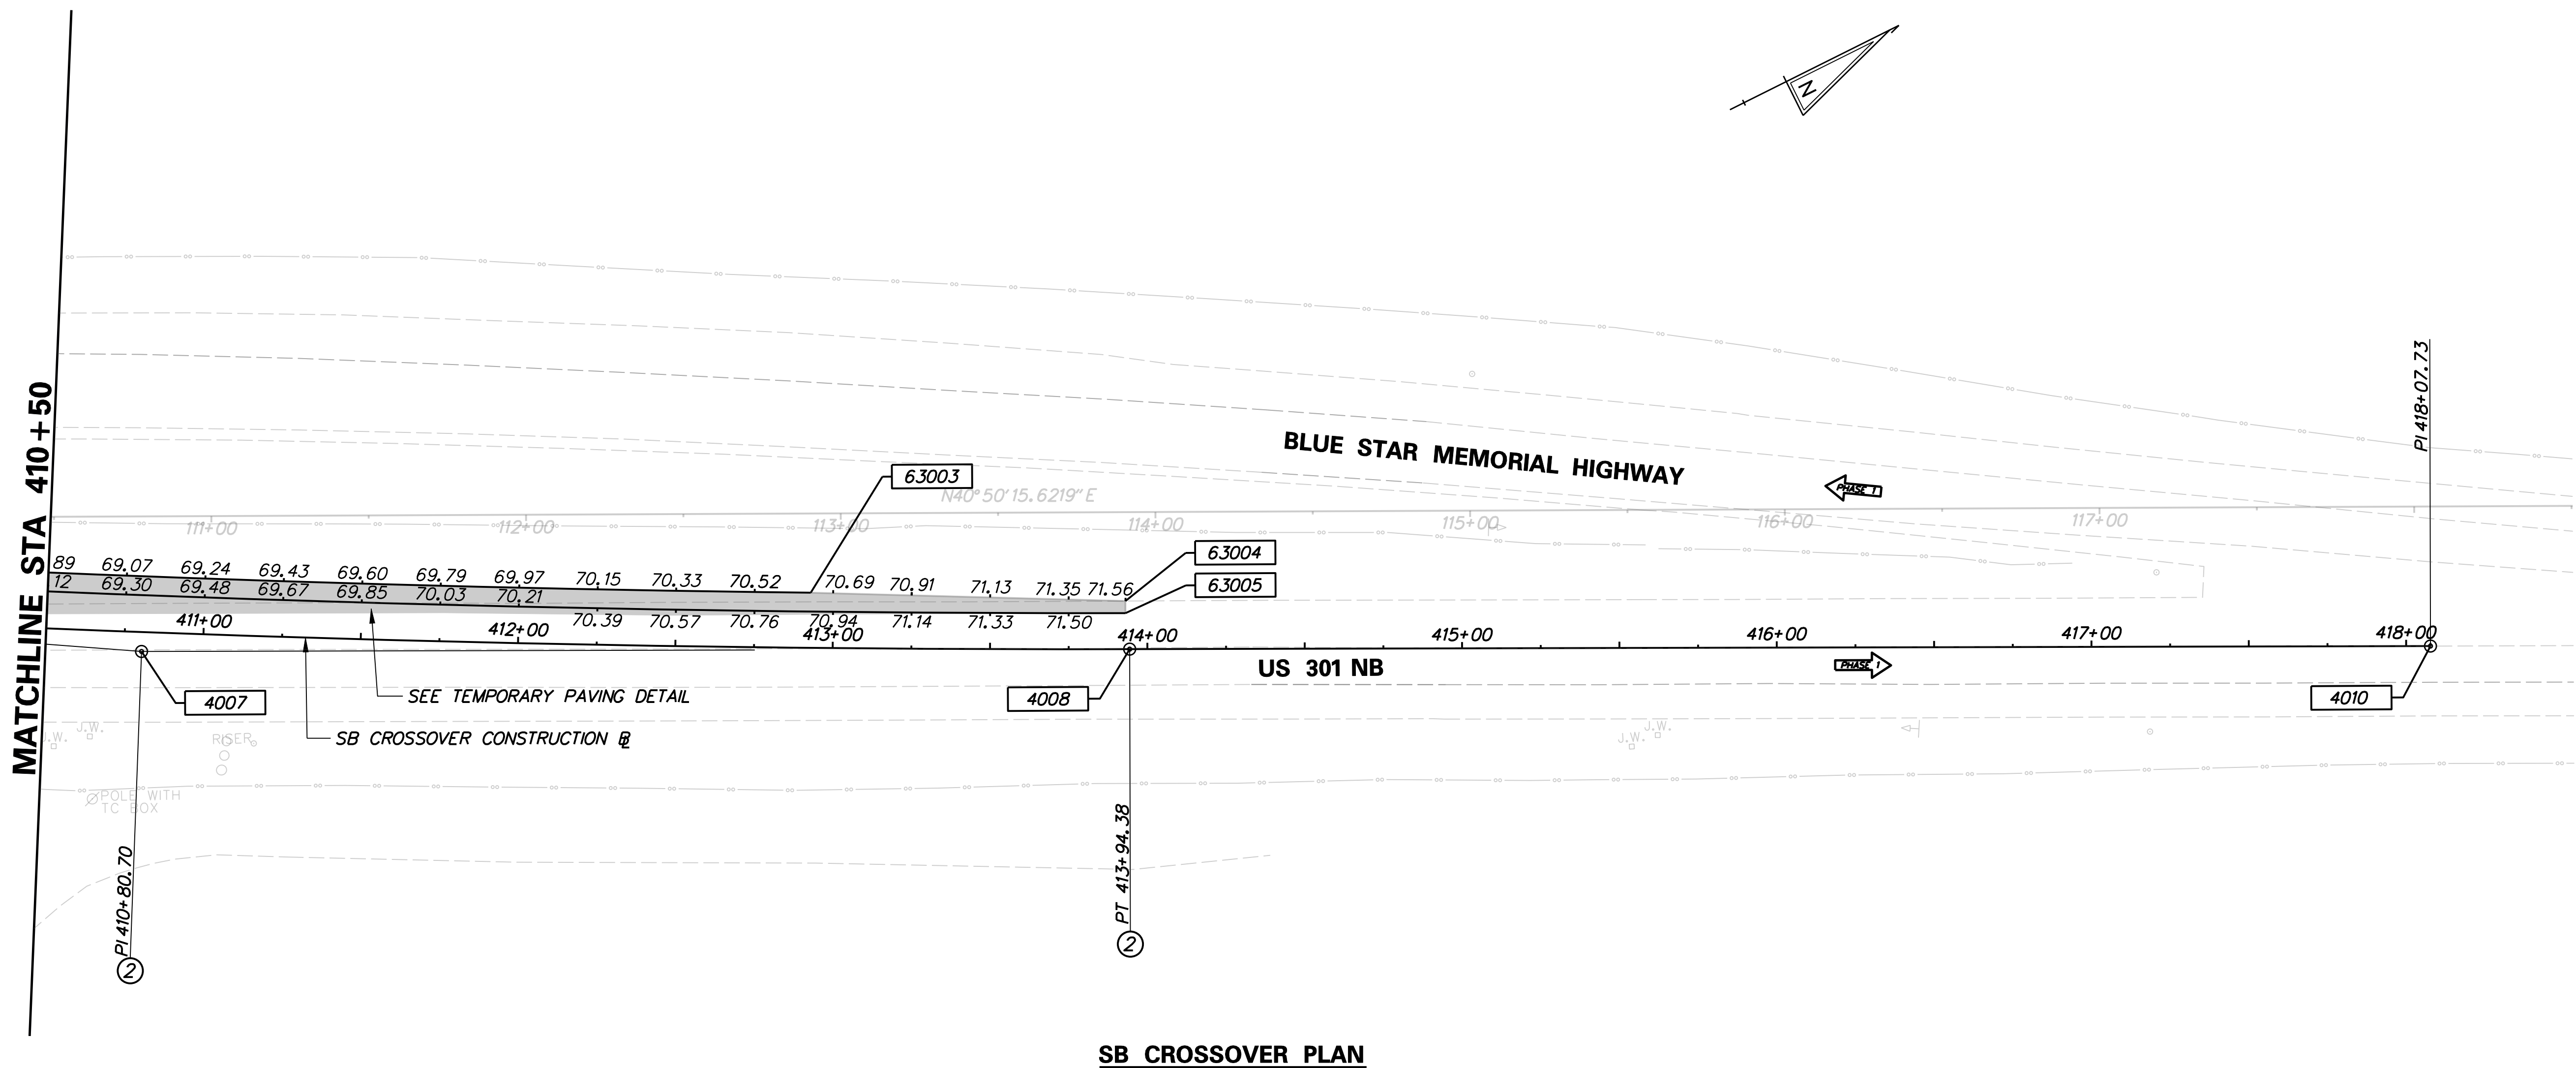 N
PI 418+07.73
MATCHLINE STA 410+50
BLUE STAR MEMORIAL HIGHWAY
63003
PHASE 1
N40°50'15.6219" E
111+00 112+00 113+00 114+00 115+00 116+00 117+00
63004
89 69.07 69.24 69.43 69.60 69.79 69.97 70.15 70.33 70.52 70.69 70.91 71.13 71.35 71.56
63005
12 69.30 69.48 69.67 69.85 70.03 70.21
70.39 70.57 70.76 70.94 71.14 71.33 71.50
411+00 412+00 413+00 414+00 415+00 416+00 417+00 418+00
US 301 NB
PHASE 1
4007
SEE TEMPORARY PAVING DETAIL
4008
4010
J.W.
J.W.
RISER
SB CROSSOVER CONSTRUCTION BL
J.W.
J.W.
POLE WITH
TC BOX
PI 410+80.70
PT 413+94.38
2
2
SB CROSSOVER PLAN